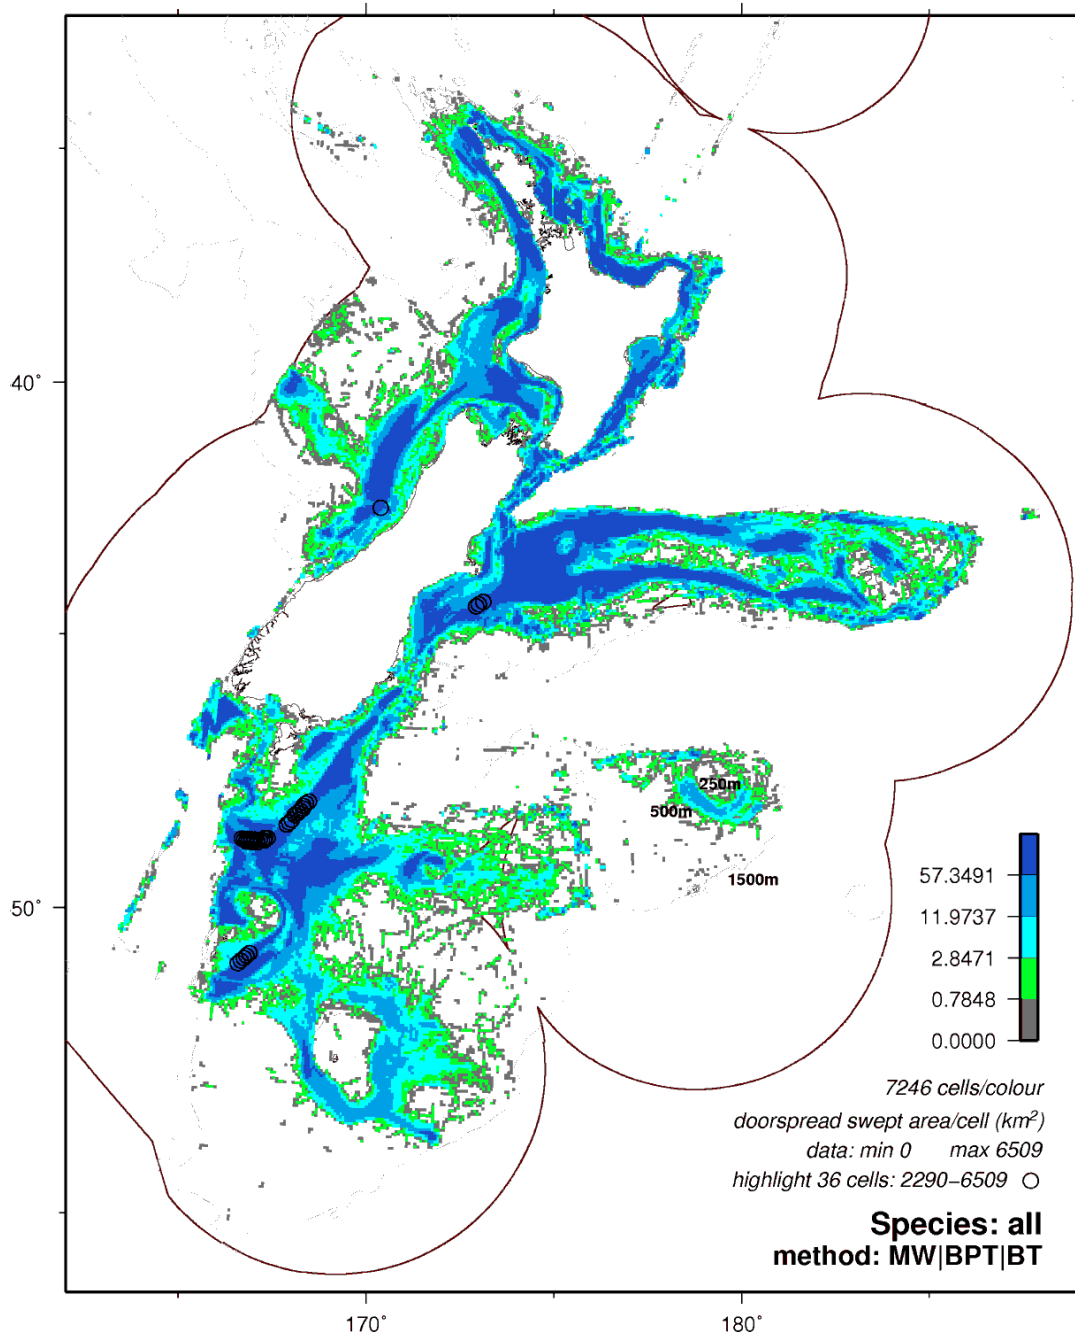 40°
250m
500m
1500m
57.3491
50°
11.9737
2.8471
0.7848
0.0000
7246 cells/colour
doorspread swept area/cell (km²)
data: min 0 max 6509
highlight 36 cells: 2290–6509
Species: all
method: MW|BPT|BT
170° 180°